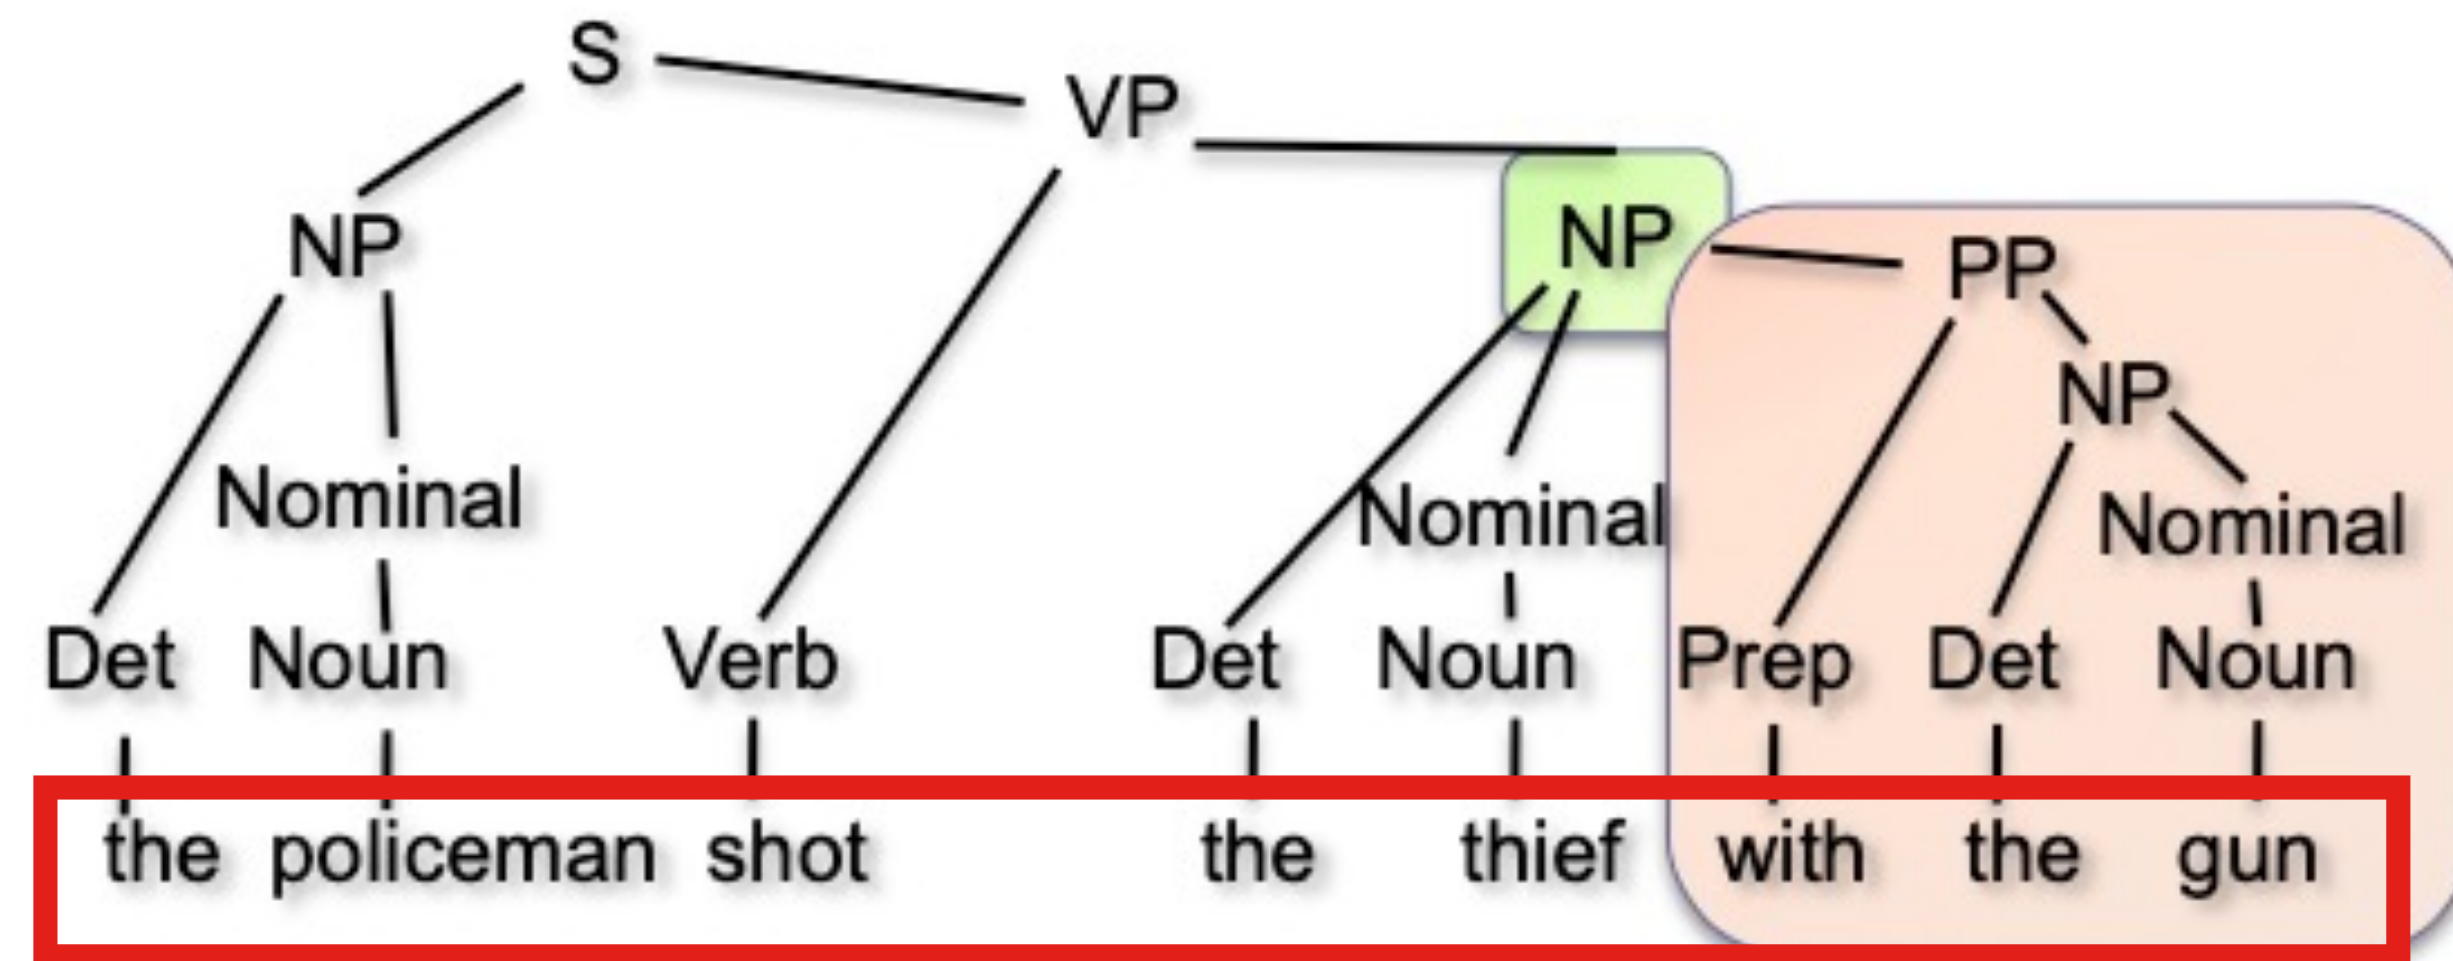 S
VP
NP
NP
PP
NP
Nominal
Nominal
Nominal
Det Noun Verb Det Noun Prep Det Noun
the policeman shot the thief with the gun